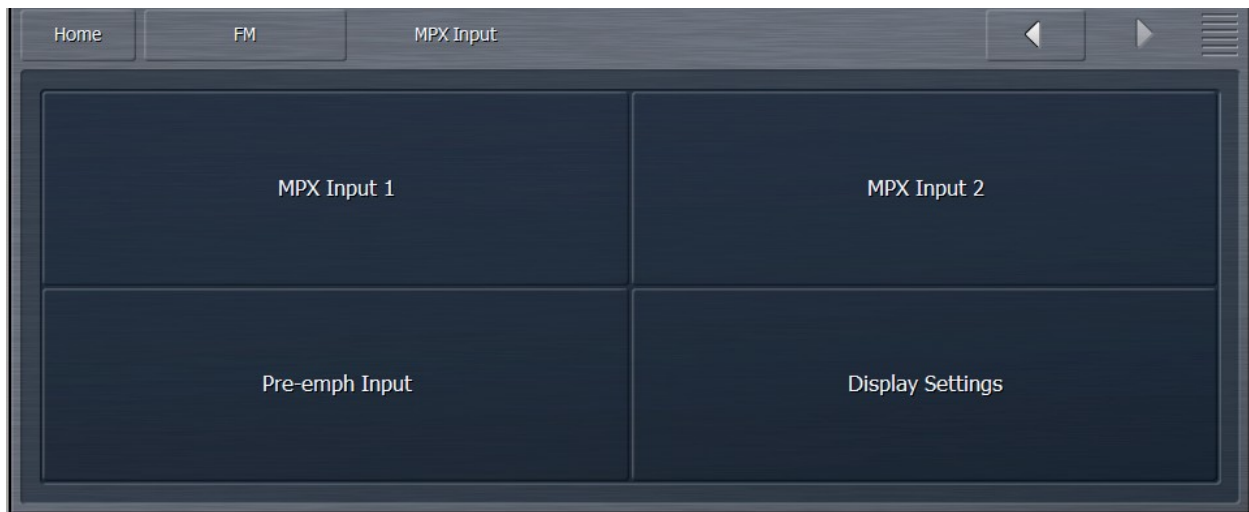 Home FM MPX Input
MPX Input 1 MPX Input 2
Pre-emph Input Display Settings